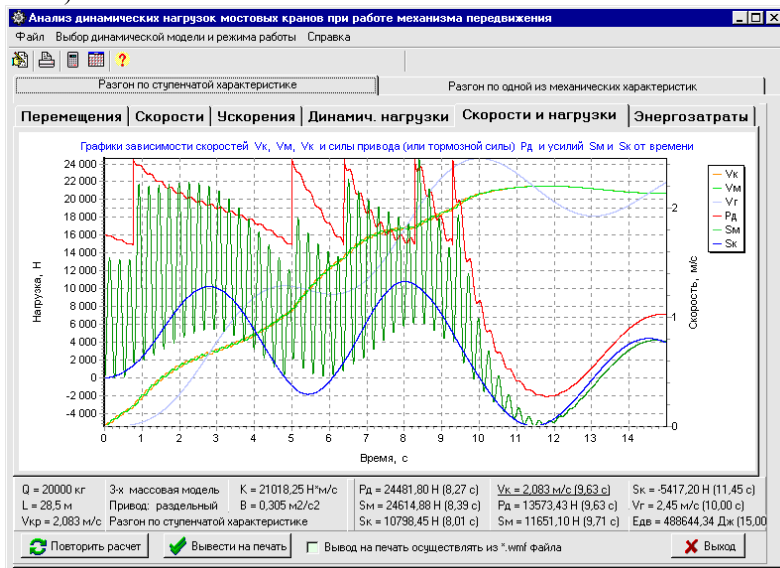 Анализ динамических нагрузок мостовых кранов при работе механизма передвижения
Файл Выбор динамической модели и режима работы Справка
Разгон по ступенчатой характеристике Разгон по одной из механических характеристик
Перемещения Скорости Ускорения Динамич. нагрузки Скорости и нагрузки Энергозатраты
Графики зависимости скоростей Vк, Vм, Vк и силы привода (или тормозной силы) Рд и усилий Sм и Sк от времени
24 000
22 000
20 000
18 000
16 000
14 000
12 000
10 000
8 000
6 000
4 000
2 000
0
-2 000
-4 000
Нагрузка, Н
2
1
0
Скорость, м/с
Vк
Vм
Vг
Рд
Sм
Sк
0 1 2 3 4 5 6 7 8 9 10 11 12 13 14
Время, с
Q = 20000 кг 3-х массовая модель K = 21018,25 Н*м/с Рд = 24481,80 Н (8,27 с) Vк = 2,083 м/с (9,63 с) Sк = -5417,20 Н (11,45 с)
L = 28,5 м Привод: раздельный B = 0,305 м2/с2 Sм = 24614,88 Н (8,39 с) Рд = 13573,43 Н (9,63 с) Vг = 2,45 м/с (10,00 с)
Vкр = 2,083 м/с Разгон по ступенчатой характеристике Sк = 10798,45 Н (8,01 с) Sм = 11651,10 Н (9,71 с) Едв = 488644,34 Дж (15,00
Повторить расчет Вывести на печать Вывод на печать осуществлять из *.wmf файла Выход